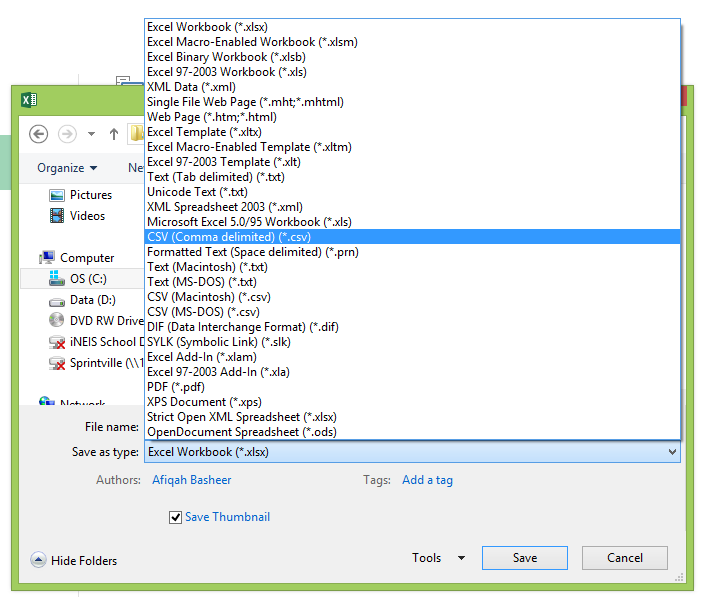 Excel Workbook (*.xlsx)
Excel Macro-Enabled Workbook (*.xlsm)
Excel Binary Workbook (*.xlsb)
Excel 97-2003 Workbook (*.xls)
XML Data (*.xml)
Single File Web Page (*.mht;*.mhtml)
Web Page (*.htm;*.html)
Excel Template (*.xltx)
Excel Macro-Enabled Template (*.xltm)
Excel 97-2003 Template (*.xlt)
Text (Tab delimited) (*.txt)
Unicode Text (*.txt)
XML Spreadsheet 2003 (*.xml)
Microsoft Excel 5.0/95 Workbook (*.xls)
CSV (Comma delimited) (*.csv)
Formatted Text (Space delimited) (*.prn)
Text (Macintosh) (*.txt)
Text (MS-DOS) (*.txt)
CSV (Macintosh) (*.csv)
CSV (MS-DOS) (*.csv)
DIF (Data Interchange Format) (*.dif)
SYLK (Symbolic Link) (*.slk)
Excel Add-In (*.xlam)
Excel 97-2003 Add-In (*.xla)
PDF (*.pdf)
XPS Document (*.xps)
Strict Open XML Spreadsheet (*.xlsx)
OpenDocument Spreadsheet (*.ods)
Organize
Pictures
Videos
Computer
OS (C:)
Data (D:)
DVD RW Drive
iNEIS School
Sprintville (\\
Network
File name:
Save as type: Excel Workbook (*.xlsx)
Authors: Afiqah Basheer Tags: Add a tag
Save Thumbnail
Hide Folders Tools Save Cancel